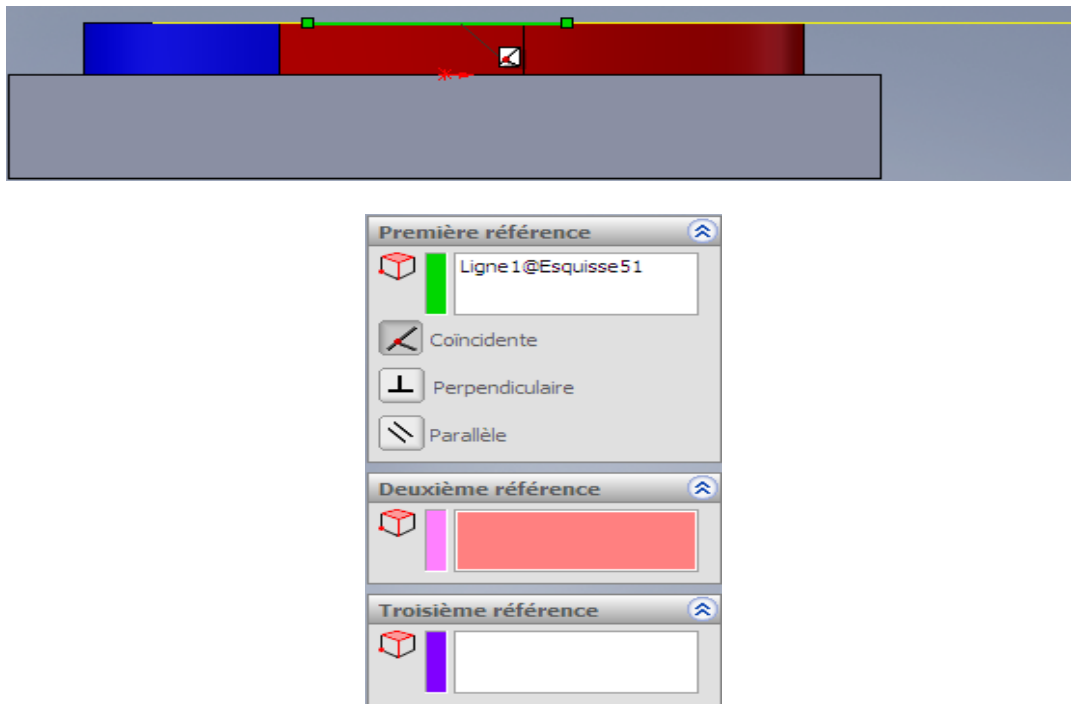 Première référence
Ligne1@Esquisse51
Coïncidente
Perpendiculaire
Parallèle
Deuxième référence
Troisième référence